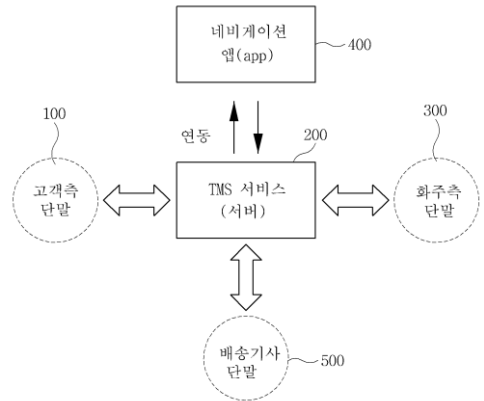 네비게이션
앱(app)
400
100
연동
200
300
고객측
단말
TMS 서비스
(서버)
화주측
단말
배송기사
단말
500